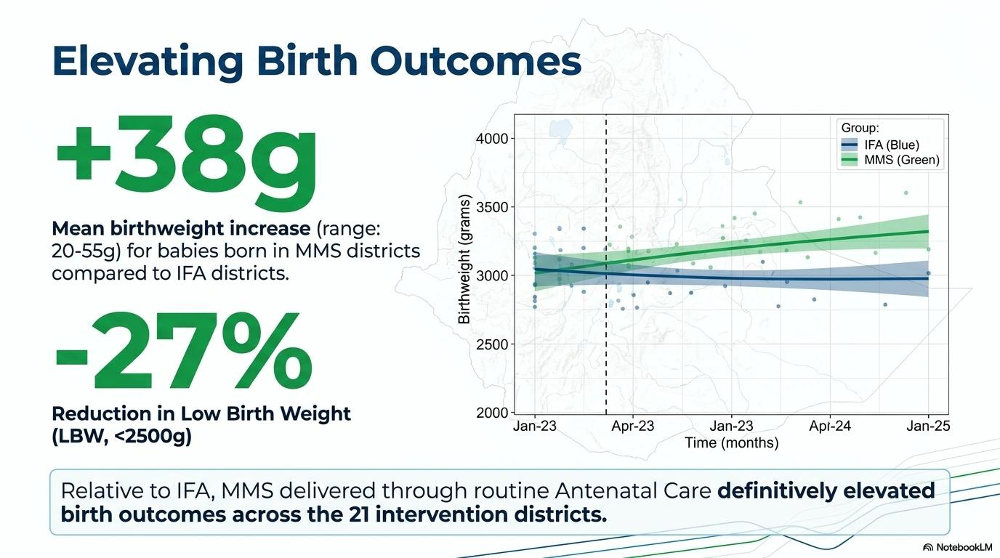 Elevating Birth Outcomes
+38g
Mean birthweight increase (range:
20-55g) for babies born in MMS districts
compared to IFA districts.
-27%
Reduction in Low Birth Weight
(LBW, <2500g)
Group:
IFA (Blue)
MMS (Green)
Birthweight (grams)
4000
3500
3000
2500
2000
Jan-23 Apr-23 Jan-23 Apr-24 Jan-25
Time (months)
Relative to IFA, MMS delivered through routine Antenatal Care definitively elevated
birth outcomes across the 21 intervention districts.
NotebookLM